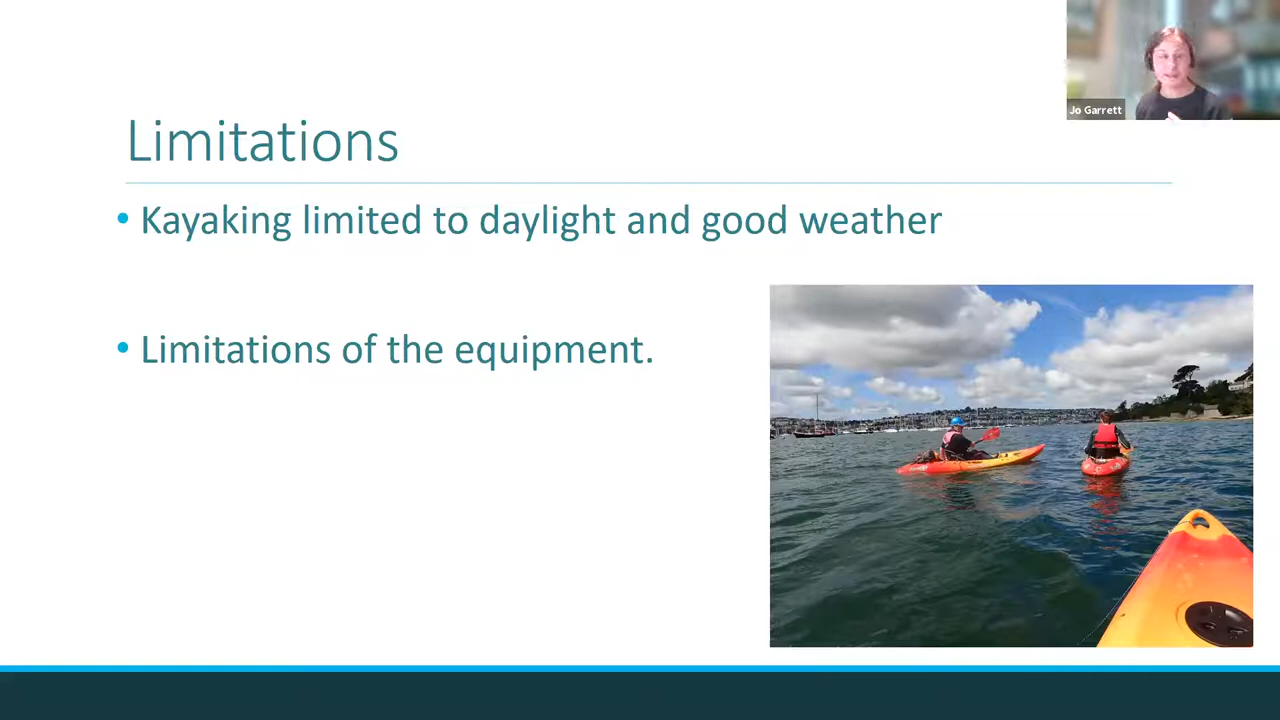 Jo Garrett
Limitations
• Kayaking limited to daylight and good weather
• Limitations of the equipment.